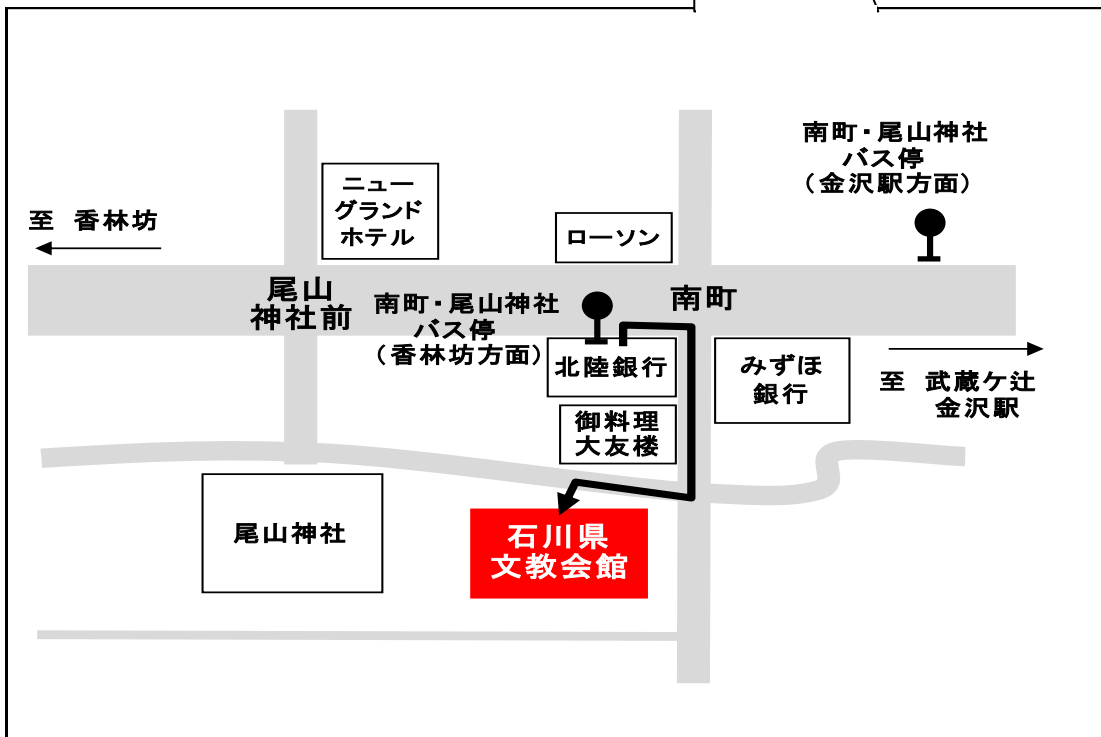 南町・尾山神社
バス停
（金沢駅方面）
ニュー
グランド
ホテル
至 香林坊
ローソン
尾山
神社前
南町・尾山神社
バス停
（香林坊方面）
南町
北陸銀行
みずほ
銀行
至 武蔵ケ辻
金沢駅
御料理
大友楼
尾山神社
石川県
文教会館